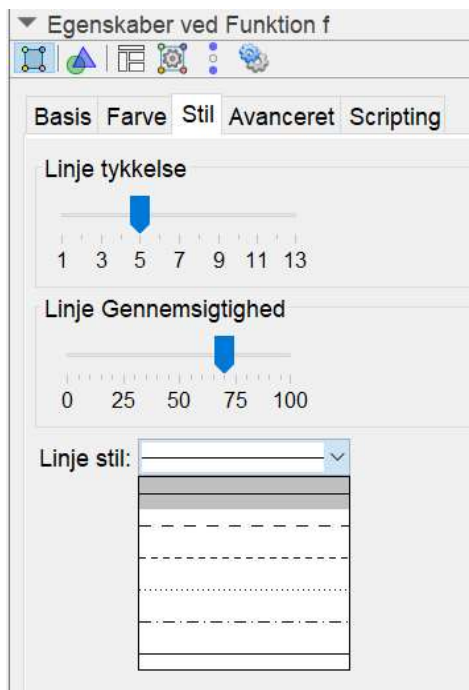 Egenskaber ved Funktion f
Basis Farve Stil Avanceret Scripting
Linje tykkelse
1 3 5 7 9 11 13
Linje Gennemsigtighed
0 25 50 75 100
Linje stil: